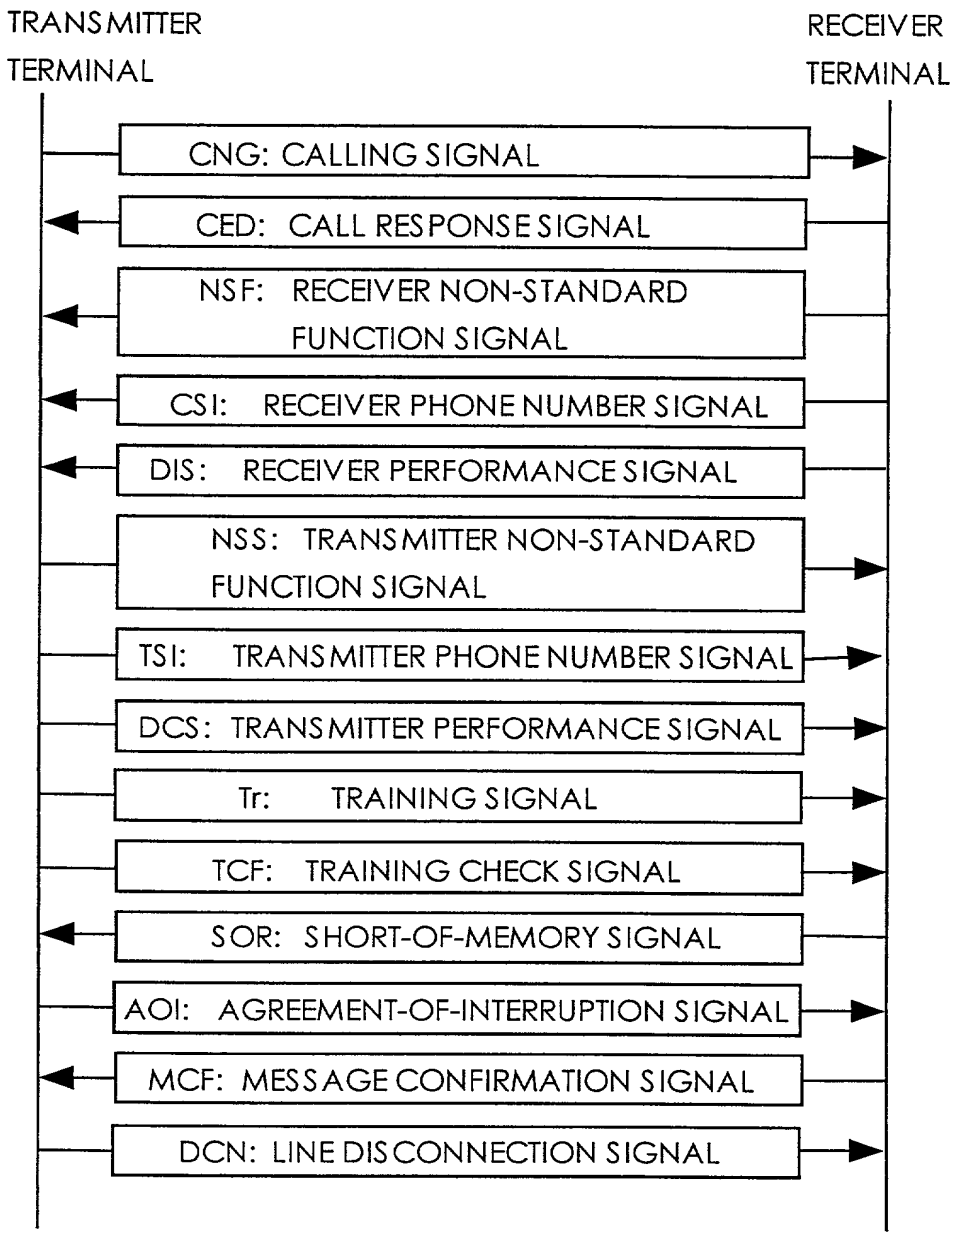 TRANSMITTER
TERMINAL
RECEIVER
TERMINAL
CNG: CALLING SIGNAL
CED: CALL RESPONSE SIGNAL
NSF: RECEIVER NON-STANDARD
FUNCTION SIGNAL
CSI: RECEIVER PHONE NUMBER SIGNAL
DIS: RECEIVER PERFORMANCE SIGNAL
NSS: TRANSMITTER NON-STANDARD
FUNCTION SIGNAL
TSI: TRANSMITTER PHONE NUMBER SIGNAL
DCS: TRANSMITTER PERFORMANCE SIGNAL
Tr: TRAINING SIGNAL
TCF: TRAINING CHECK SIGNAL
SOR: SHORT-OF-MEMORY SIGNAL
AOI: AGREEMENT-OF-INTERRUPTION SIGNAL
MCF: MESSAGE CONFIRMATION SIGNAL
DCN: LINE DISCONNECTION SIGNAL